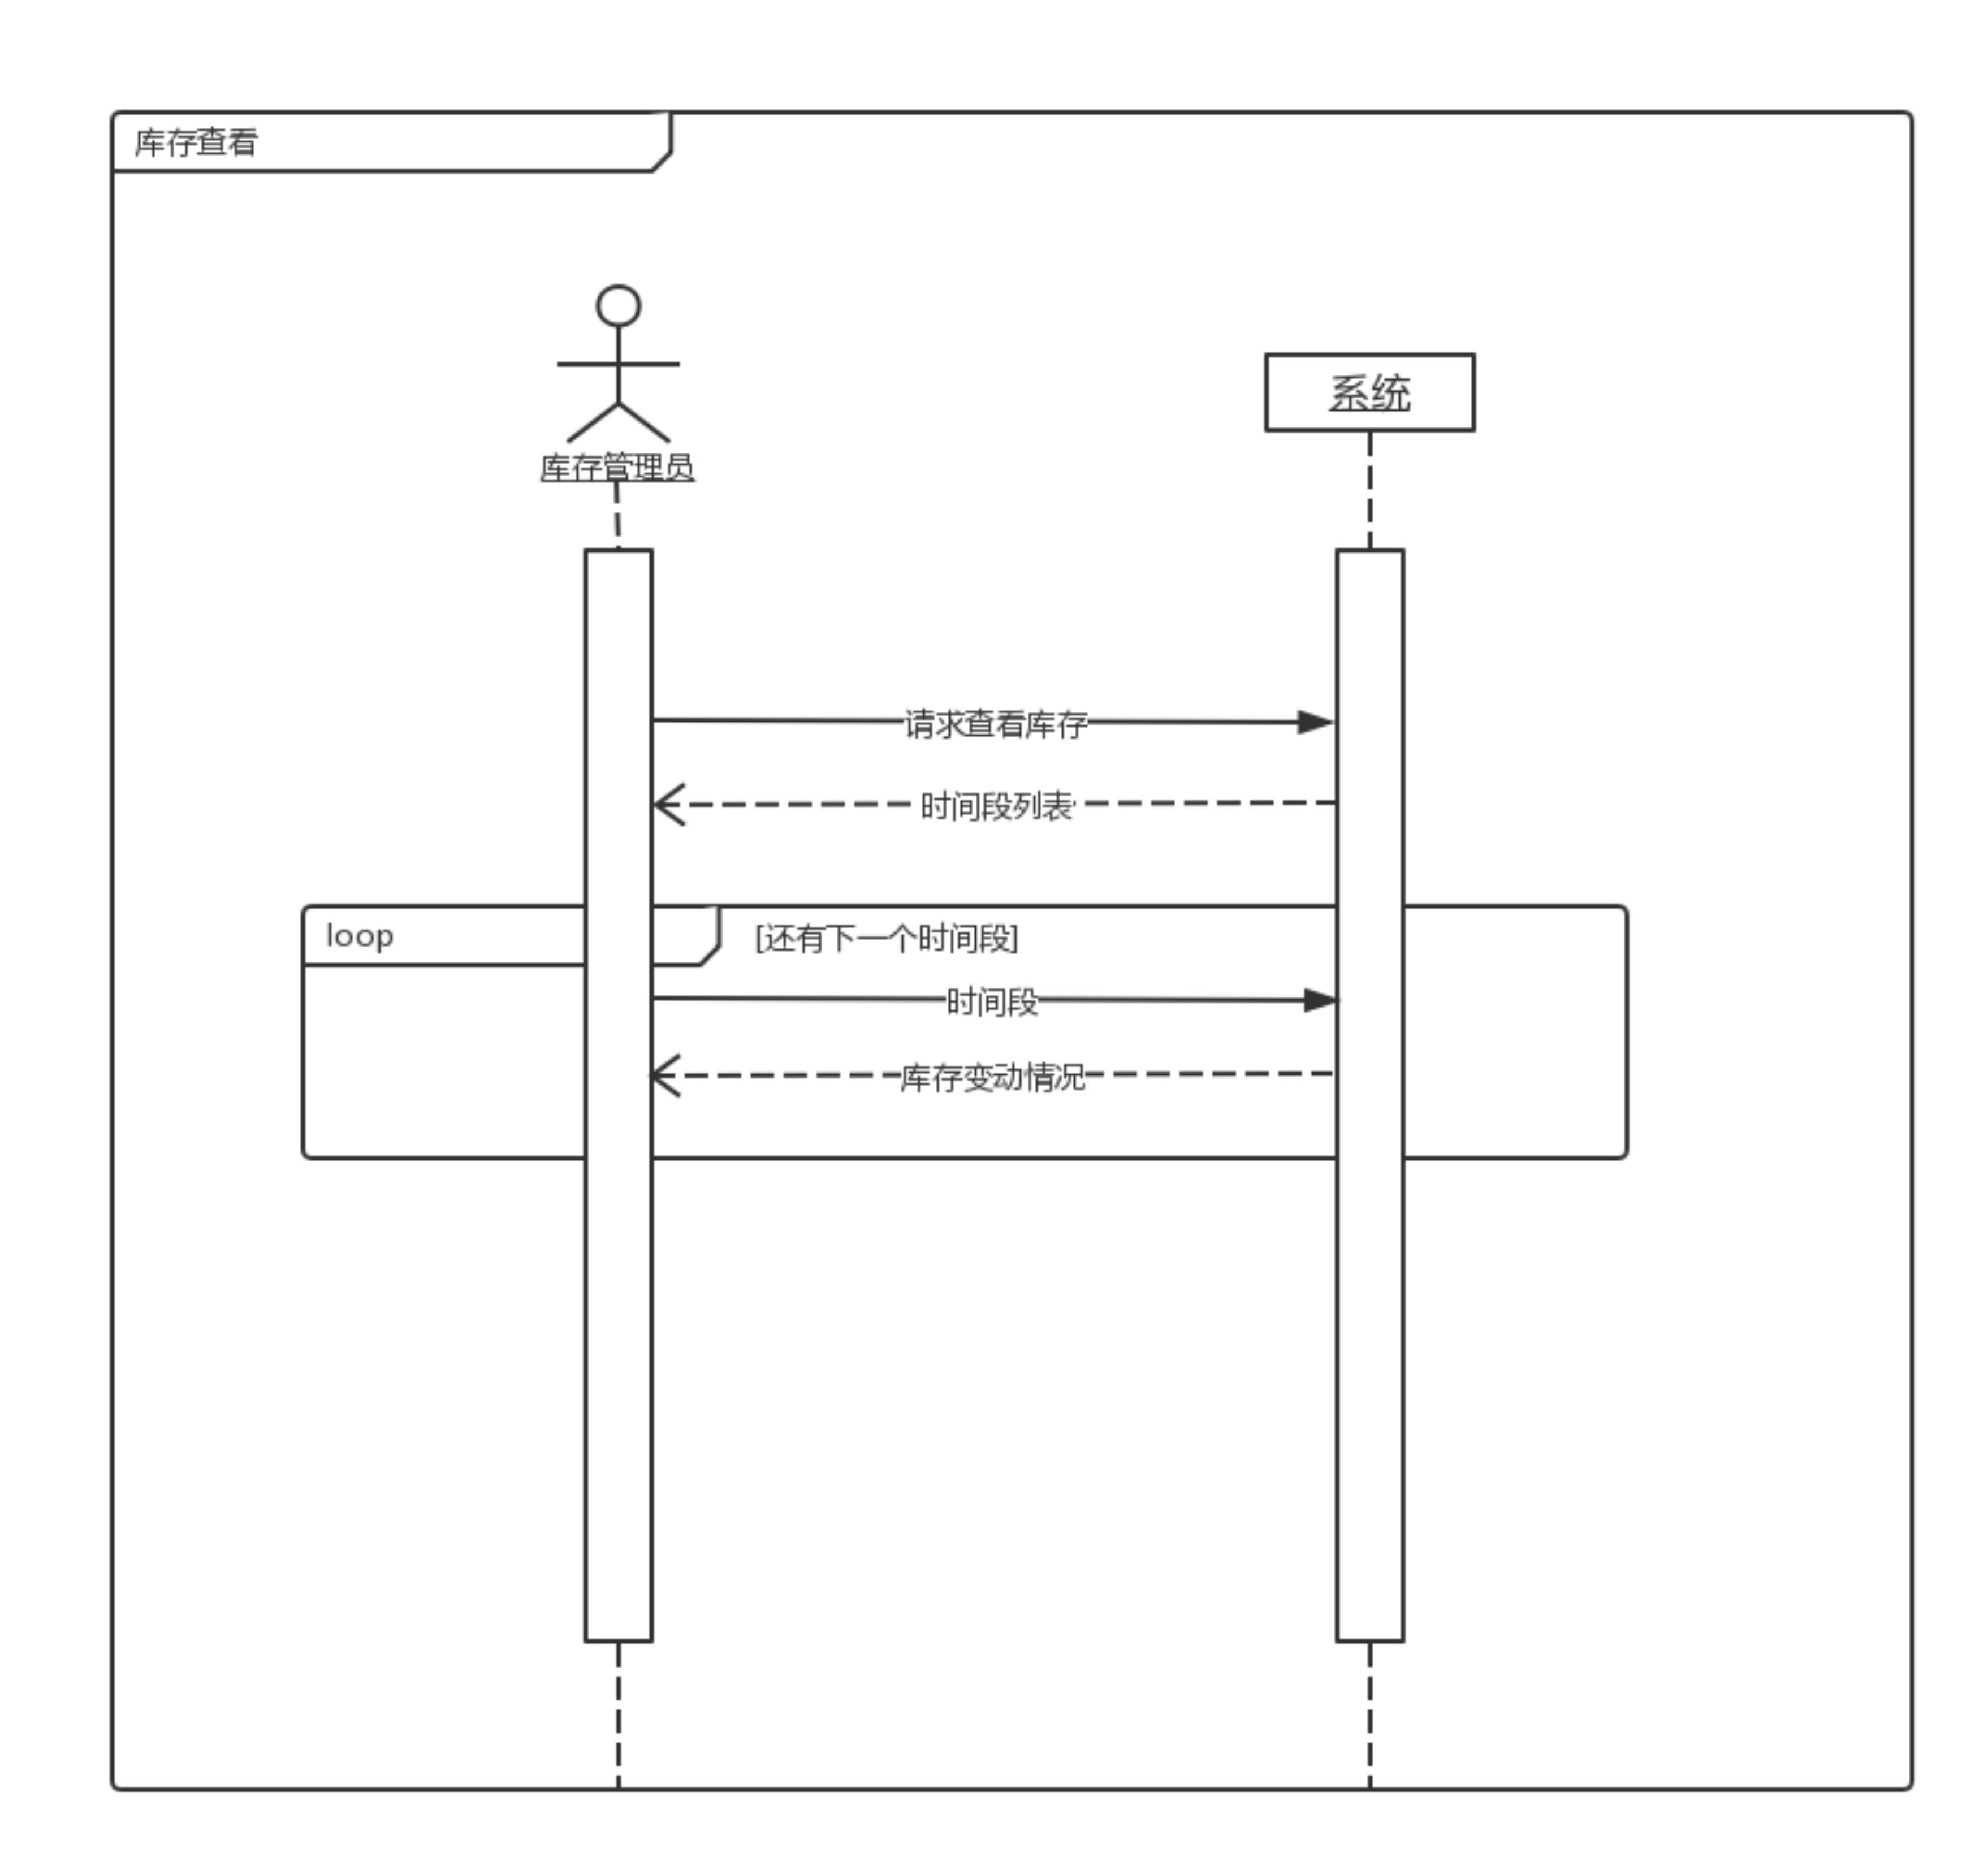 库存查看
库存管理员
系统
请求查看库存
时间段列表
loop
[还有下一个时间段]
时间段
库存变动情况